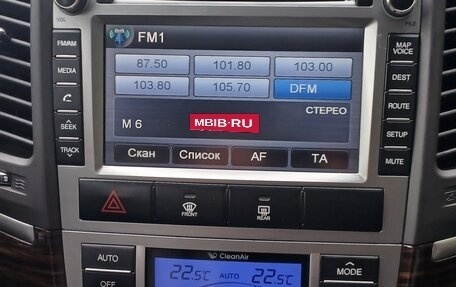 VOL
FILE
FM1
FM/AM
MEDIA
SEEK
TRACK
87.50 101.80 103.00
103.80 105.70 DFM
СТЕРЕО
M 6
MBIB·RU
Скан Список AF TA
MAP VOICE
DEST
ROUTE
SETUP
MUTE
FRONT
REAR
CleanAir
AUTO
OFF
22.5°C AUTO 22.5°C
MODE